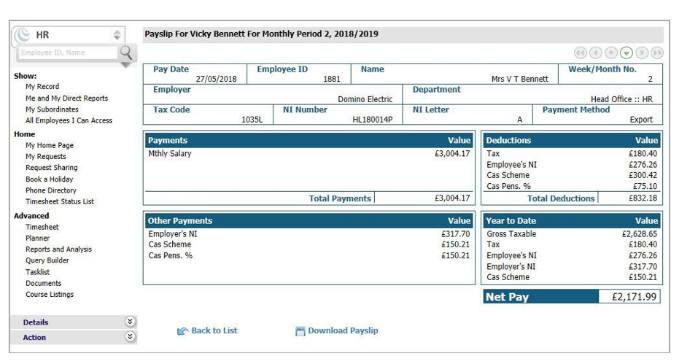 HR
Employee ID, Name
Show:
My Record
Me and My Direct Reports
My Subordinates
All Employees I Can Access
Home
My Home Page
My Requests
Request Sharing
Book a Holiday
Phone Directory
Timesheet Status List
Advanced
Timesheet
Planner
Reports and Analysis
Query Builder
Tasklist
Documents
Course Listings
Details
Action
Payslip For Vicky Bennett For Monthly Period 2, 2018/2019
Pay Date Employee ID Name Week/Month No.
27/05/2018 1881 Mrs V T Bennett 2
Employer Department
Domino Electric Head Office :: HR
Tax Code NI Number NI Letter Payment Method
1035L HL180014P A Export
Payments Value
Mthly Salary £3,004.17
Total Payments £3,004.17
Deductions Value
Tax £180.40
Employee's NI £276.26
Cas Scheme £300.42
Cas Pens. % £75.10
Total Deductions £832.18
Other Payments Value
Employer's NI £317.70
Cas Scheme £150.21
Cas Pens. % £150.21
Year to Date Value
Gross Taxable £2,628.65
Tax £180.40
Employee's NI £276.26
Employer's NI £317.70
Cas Scheme £150.21
Net Pay £2,171.99
Back to List Download Payslip